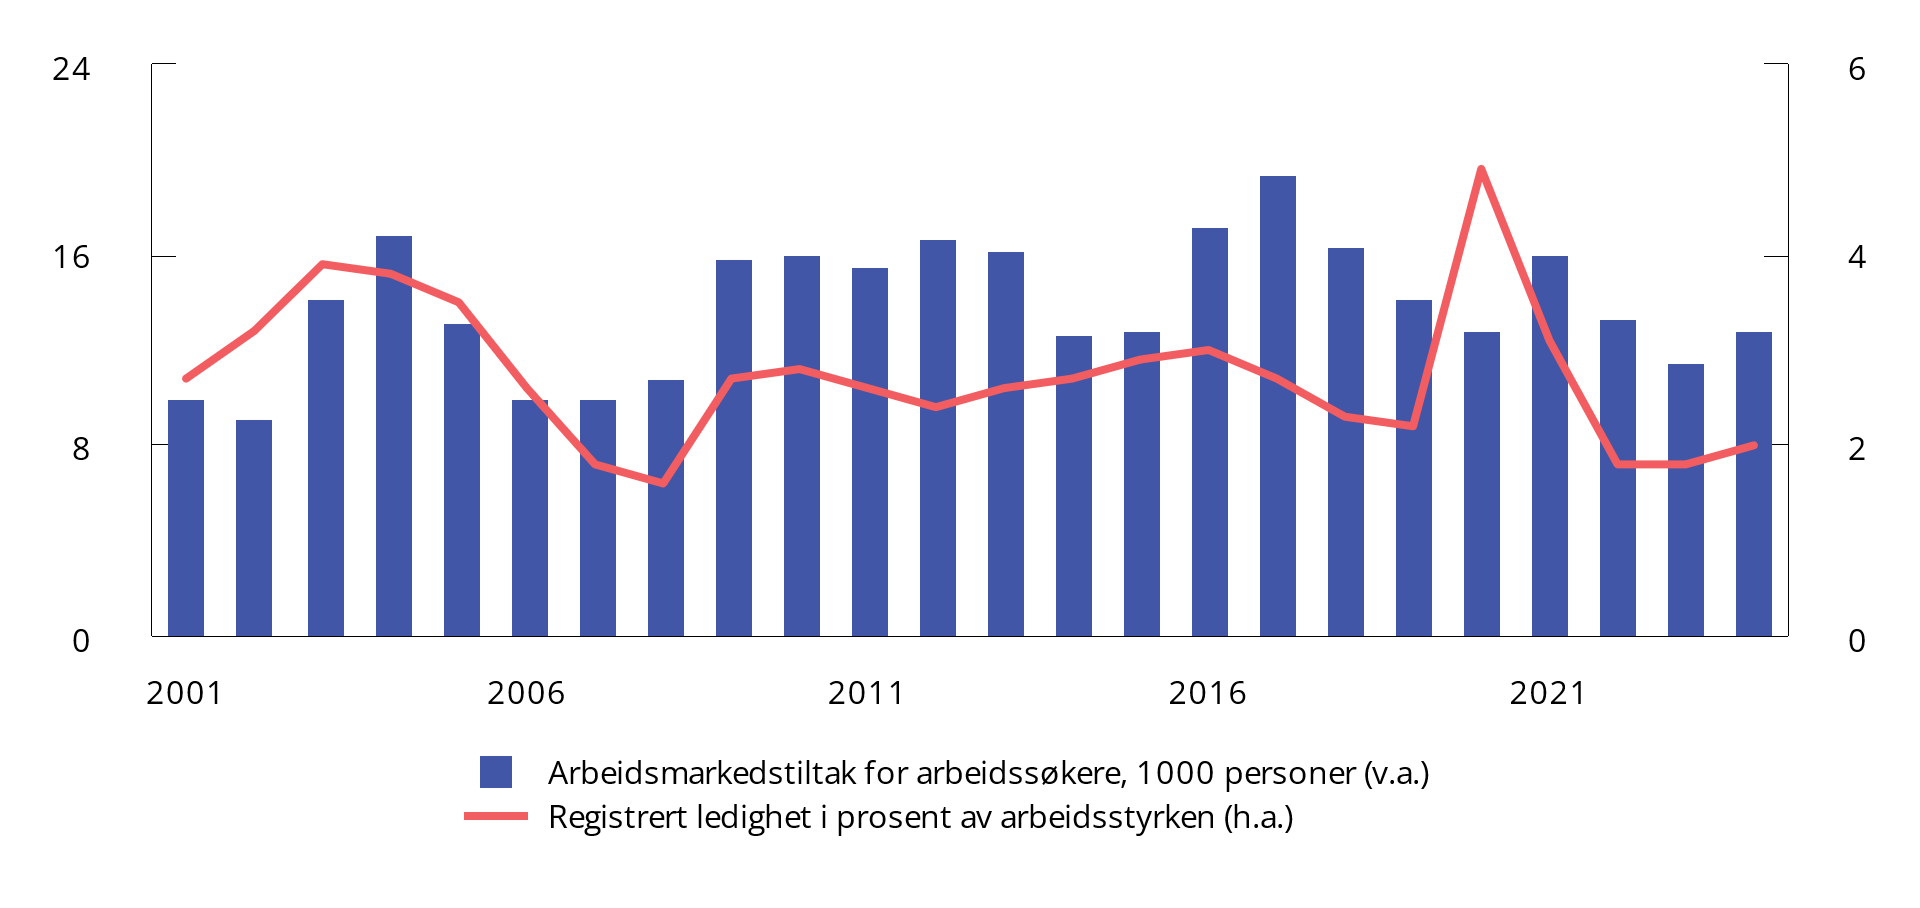 24 6
16 4
8 2
0 0
2001 2006 2011 2016 2021
Arbeidsmarkedstiltak for arbeidssøkere, 1000 personer (v.a.)
Registrert ledighet i prosent av arbeidsstyrken (h.a.)